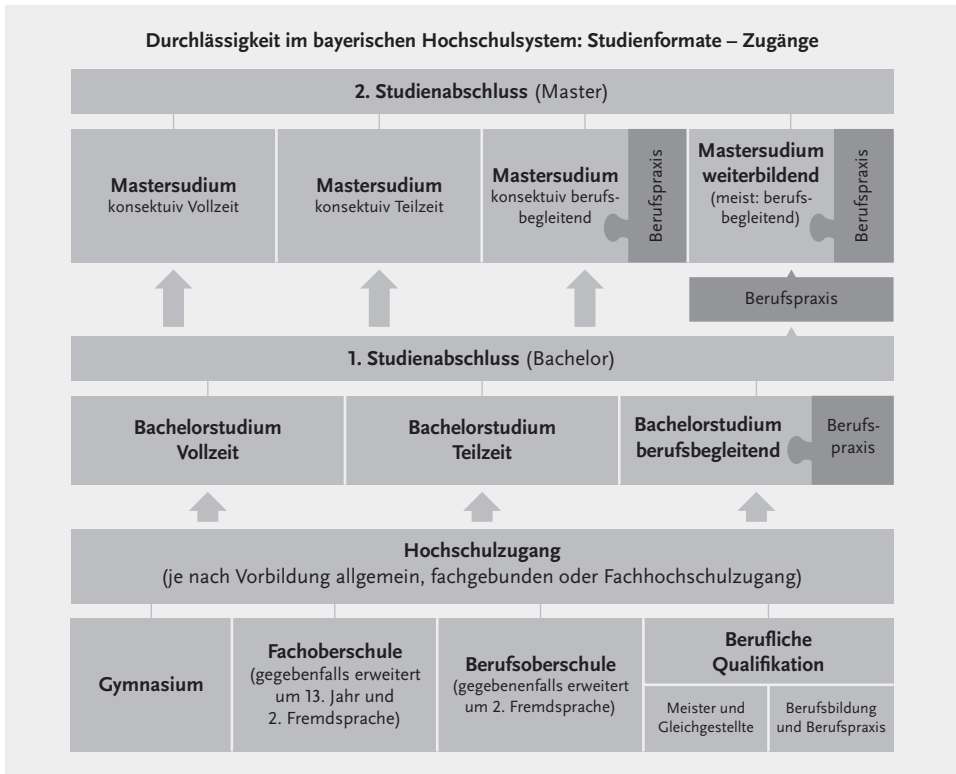 Durchlässigkeit im bayerischen Hochschulsystem: Studienformate – Zugänge
2. Studienabschluss (Master)
Mastersudium
konsektuiv Vollzeit
Mastersudium
konsektuiv Teilzeit
Mastersudium
konsektuiv berufs-
begleitend
Berufspraxis
Mastersudium
weiterbildend
(meist: berufs-
begleitend)
Berufspraxis
Berufspraxis
1. Studienabschluss (Bachelor)
Bachelorstudium
Vollzeit
Bachelorstudium
Teilzeit
Bachelorstudium
berufsbegleitend
Berufs-
praxis
Hochschulzugang
(je nach Vorbildung allgemein, fachgebunden oder Fachhochschulzugang)
Gymnasium
Fachoberschule
(gegebenfalls erweitert
um 13. Jahr und
2. Fremdsprache)
Berufsoberschule
(gegebenenfalls erweitert
um 2. Fremdsprache)
Berufliche
Qualifikation
Meister und
Gleichgestellte
Berufsbildung
und Berufspraxis